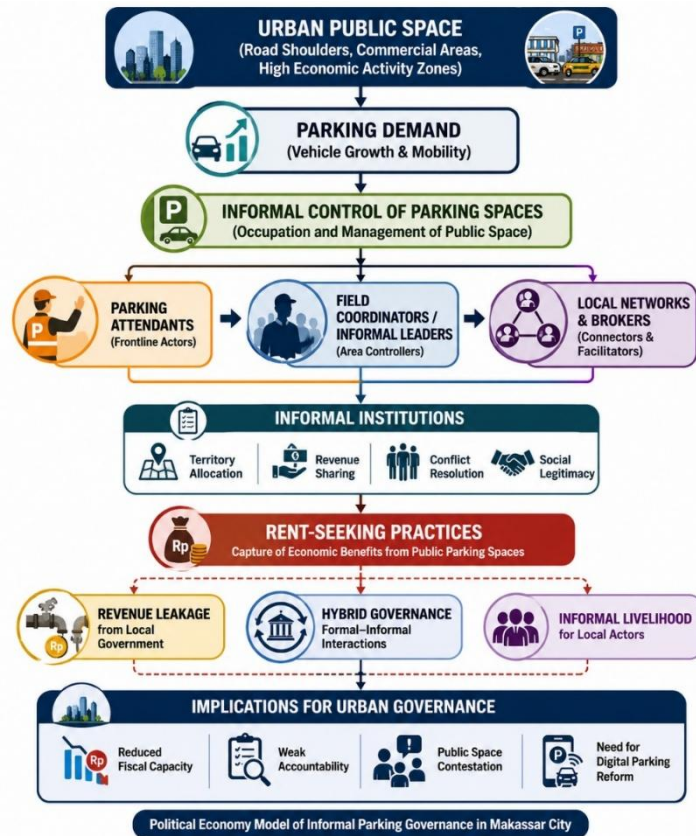 URBAN PUBLIC SPACE
(Road Shoulders, Commercial Areas,
High Economic Activity Zones)
P
PARKING DEMAND
(Vehicle Growth & Mobility)
P
INFORMAL CONTROL OF PARKING SPACES
(Occupation and Management of Public Space)
P
PARKING
ATTENDANTS
(Frontline Actors)
FIELD
COORDINATORS /
INFORMAL LEADERS
(Area Controllers)
LOCAL NETWORKS
& BROKERS
(Connectors &
Facilitators)
INFORMAL INSTITUTIONS
Territory
Allocation
Revenue
Sharing
Conflict
Resolution
Social
Legitimacy
Rp
RENT-SEEKING PRACTICES
Capture of Economic Benefits from Public Parking Spaces
Rp
REVENUE LEAKAGE
from Local
Government
HYBRID GOVERNANCE
Formal–Informal
Interactions
INFORMAL LIVELIHOOD
for Local Actors
IMPLICATIONS FOR URBAN GOVERNANCE
Rp
Reduced
Fiscal Capacity
Weak
Accountability
Public Space
Contestation
P
Need for
Digital Parking
Reform
Political Economy Model of Informal Parking Governance in Makassar City